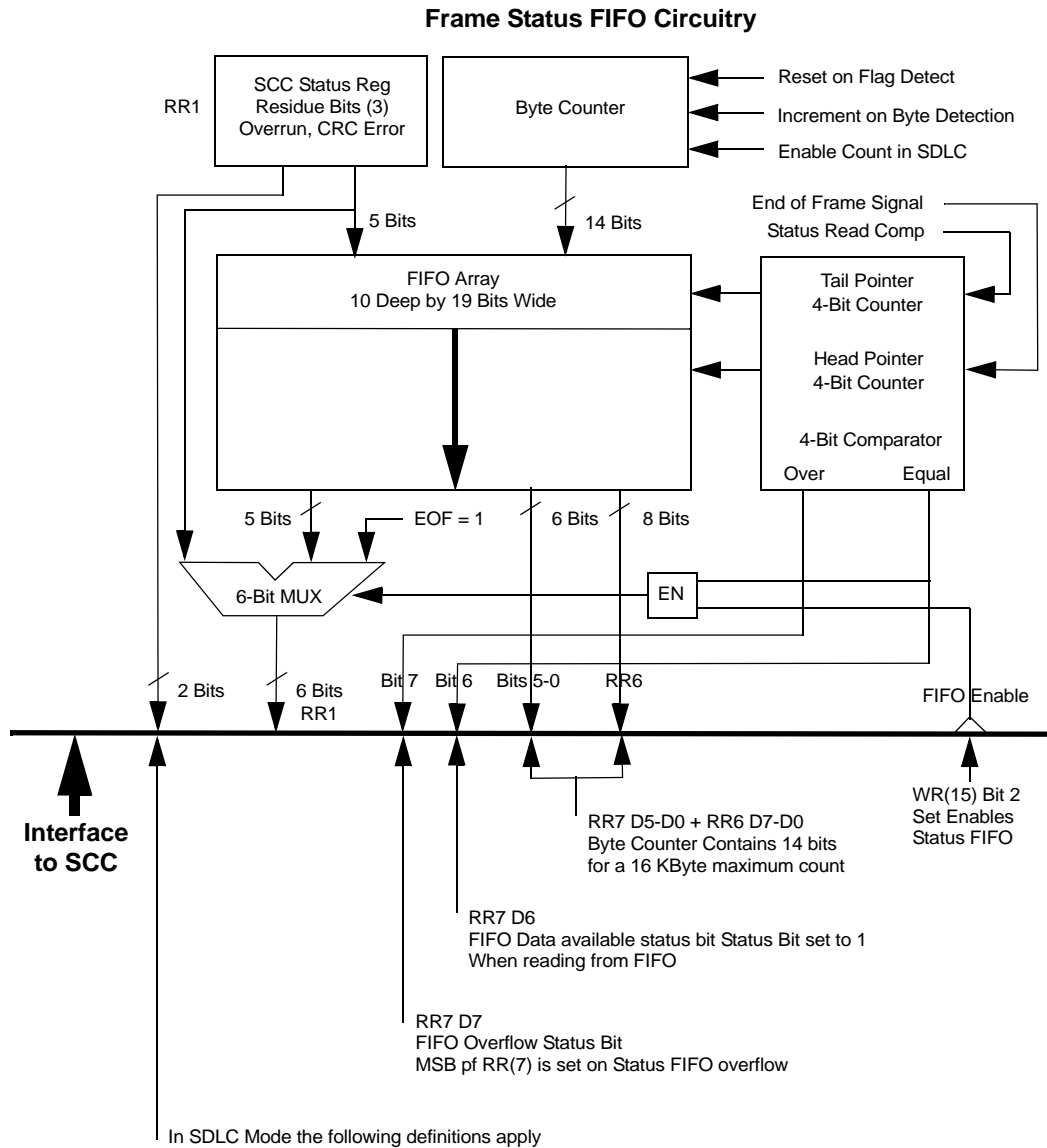 Frame Status FIFO Circuitry
RR1
SCC Status Reg
Residue Bits (3)
Overrun, CRC Error
Byte Counter
Reset on Flag Detect
Increment on Byte Detection
Enable Count in SDLC
5 Bits
14 Bits
End of Frame Signal
Status Read Comp
FIFO Array
10 Deep by 19 Bits Wide
Tail Pointer
4-Bit Counter
Head Pointer
4-Bit Counter
4-Bit Comparator
Over
Equal
5 Bits
EOF = 1
6 Bits
8 Bits
6-Bit MUX
EN
2 Bits
6 Bits
RR1
Bit 7
Bit 6
Bits 5-0
RR6
FIFO Enable
Interface
to SCC
WR(15) Bit 2
Set Enables
Status FIFO
RR7 D5-D0 + RR6 D7-D0
Byte Counter Contains 14 bits
for a 16 KByte maximum count
RR7 D6
FIFO Data available status bit Status Bit set to 1
When reading from FIFO
RR7 D7
FIFO Overflow Status Bit
MSB pf RR(7) is set on Status FIFO overflow
In SDLC Mode the following definitions apply